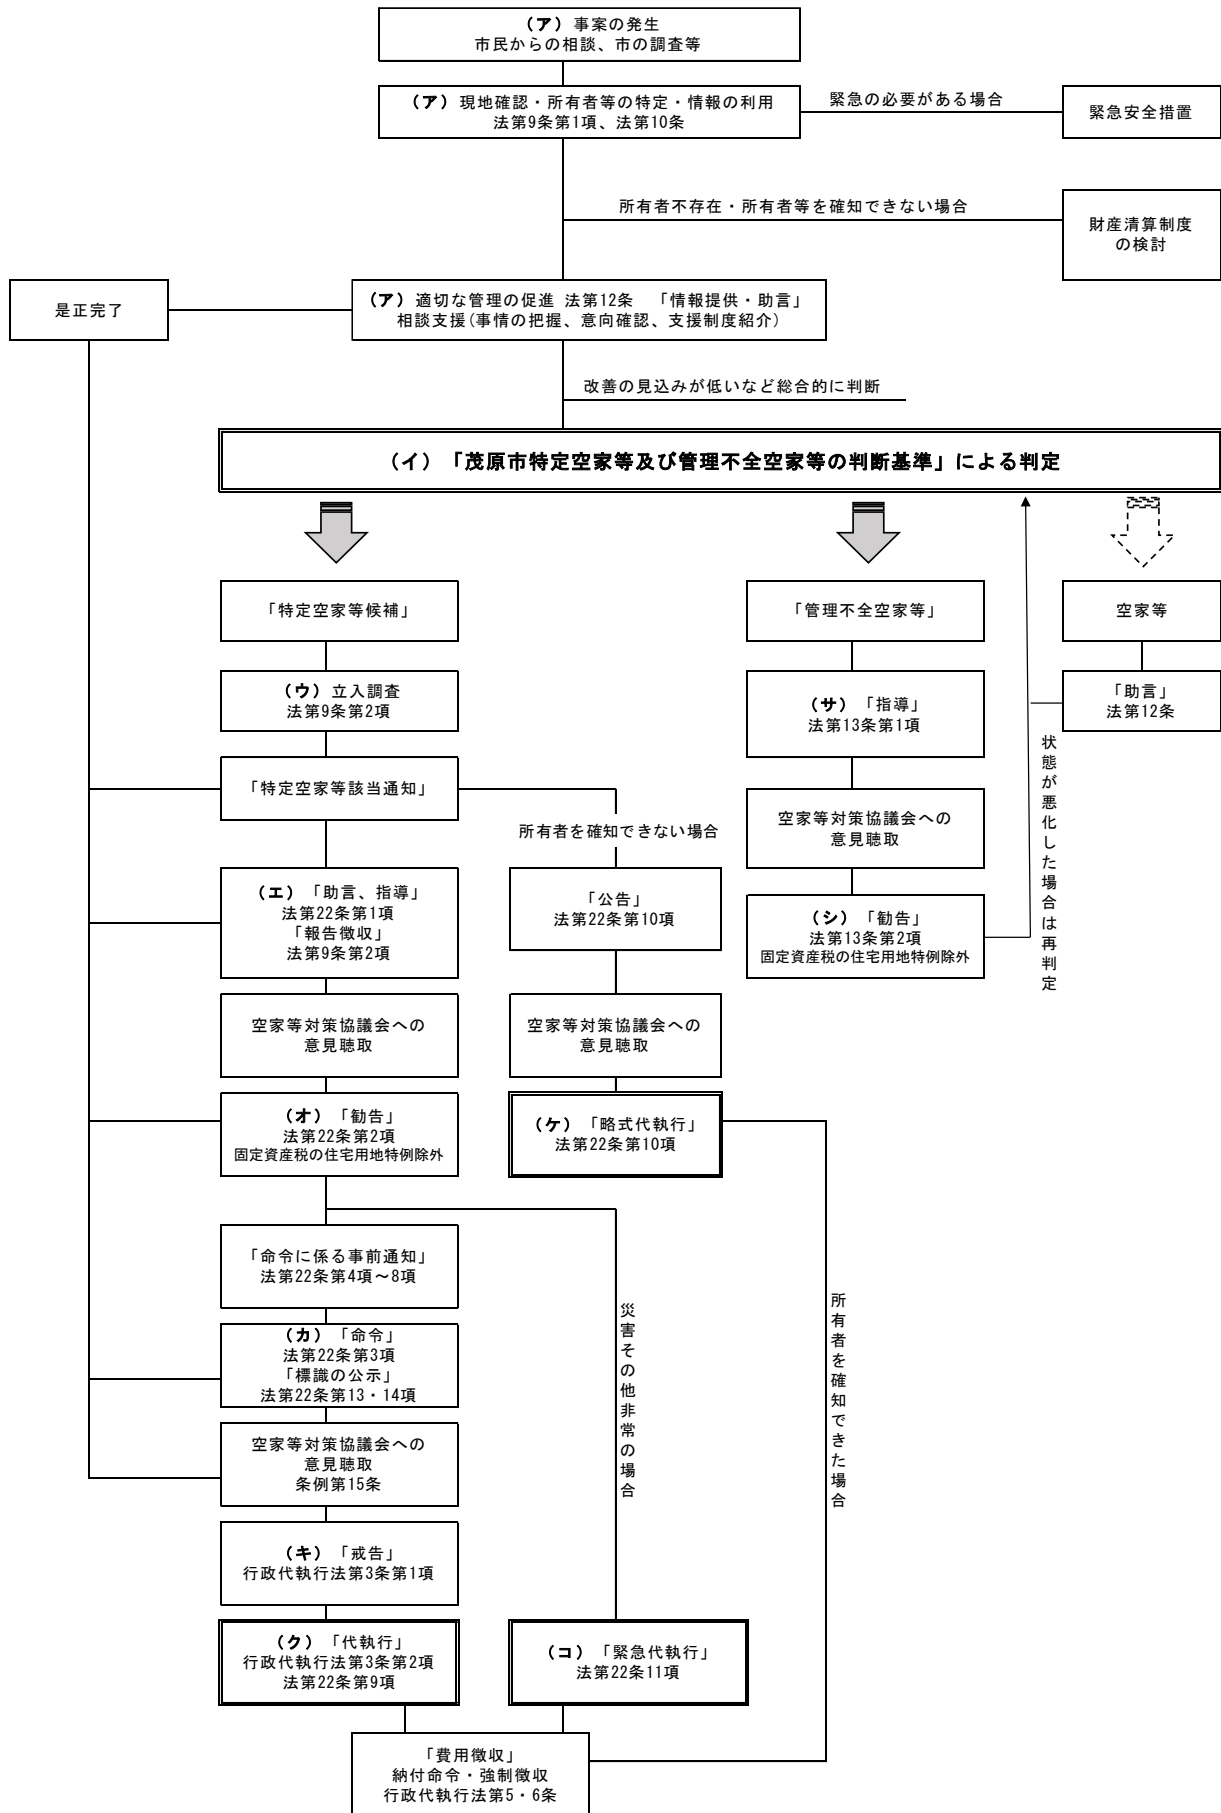 （ア）事案の発生
市民からの相談、市の調査等
（ア）現地確認・所有者等の特定・情報の利用
法第9条第1項、法第10条
緊急の必要がある場合
緊急安全措置
所有者不存在・所有者等を確知できない場合
財産清算制度
の検討
是正完了
（ア）適切な管理の促進 法第12条　「情報提供・助言」
相談支援(事情の把握、意向確認、支援制度紹介)
改善の見込みが低いなど総合的に判断
（イ）「茂原市特定空家等及び管理不全空家等の判断基準」による判定
「特定空家等候補」
「管理不全空家等」
空家等
（ウ）立入調査
法第9条第2項
（サ）「指導」
法第13条第1項
「助言」
法第12条
状態が悪化した場合は再判定
「特定空家等該当通知」
所有者を確知できない場合
空家等対策協議会への
意見聴取
（エ）「助言、指導」
法第22条第1項
「報告徴収」
法第9条第2項
「公告」
法第22条第10項
（シ）「勧告」
法第13条第2項
固定資産税の住宅用地特例除外
空家等対策協議会への
意見聴取
空家等対策協議会への
意見聴取
（オ）「勧告」
法第22条第2項
固定資産税の住宅用地特例除外
（ケ）「略式代執行」
法第22条第10項
「命令に係る事前通知」
法第22条第4項～8項
災害その他非常の場合
所有者を確知できた場合
（カ）「命令」
法第22条第3項
「標識の公示」
法第22条第13・14項
空家等対策協議会への
意見聴取
条例第15条
（キ）「戒告」
行政代執行法第3条第1項
（ク）「代執行」
行政代執行法第3条第2項
法第22条第9項
（コ）「緊急代執行」
法第22条11項
「費用徴収」
納付命令・強制徴収
行政代執行法第5・6条